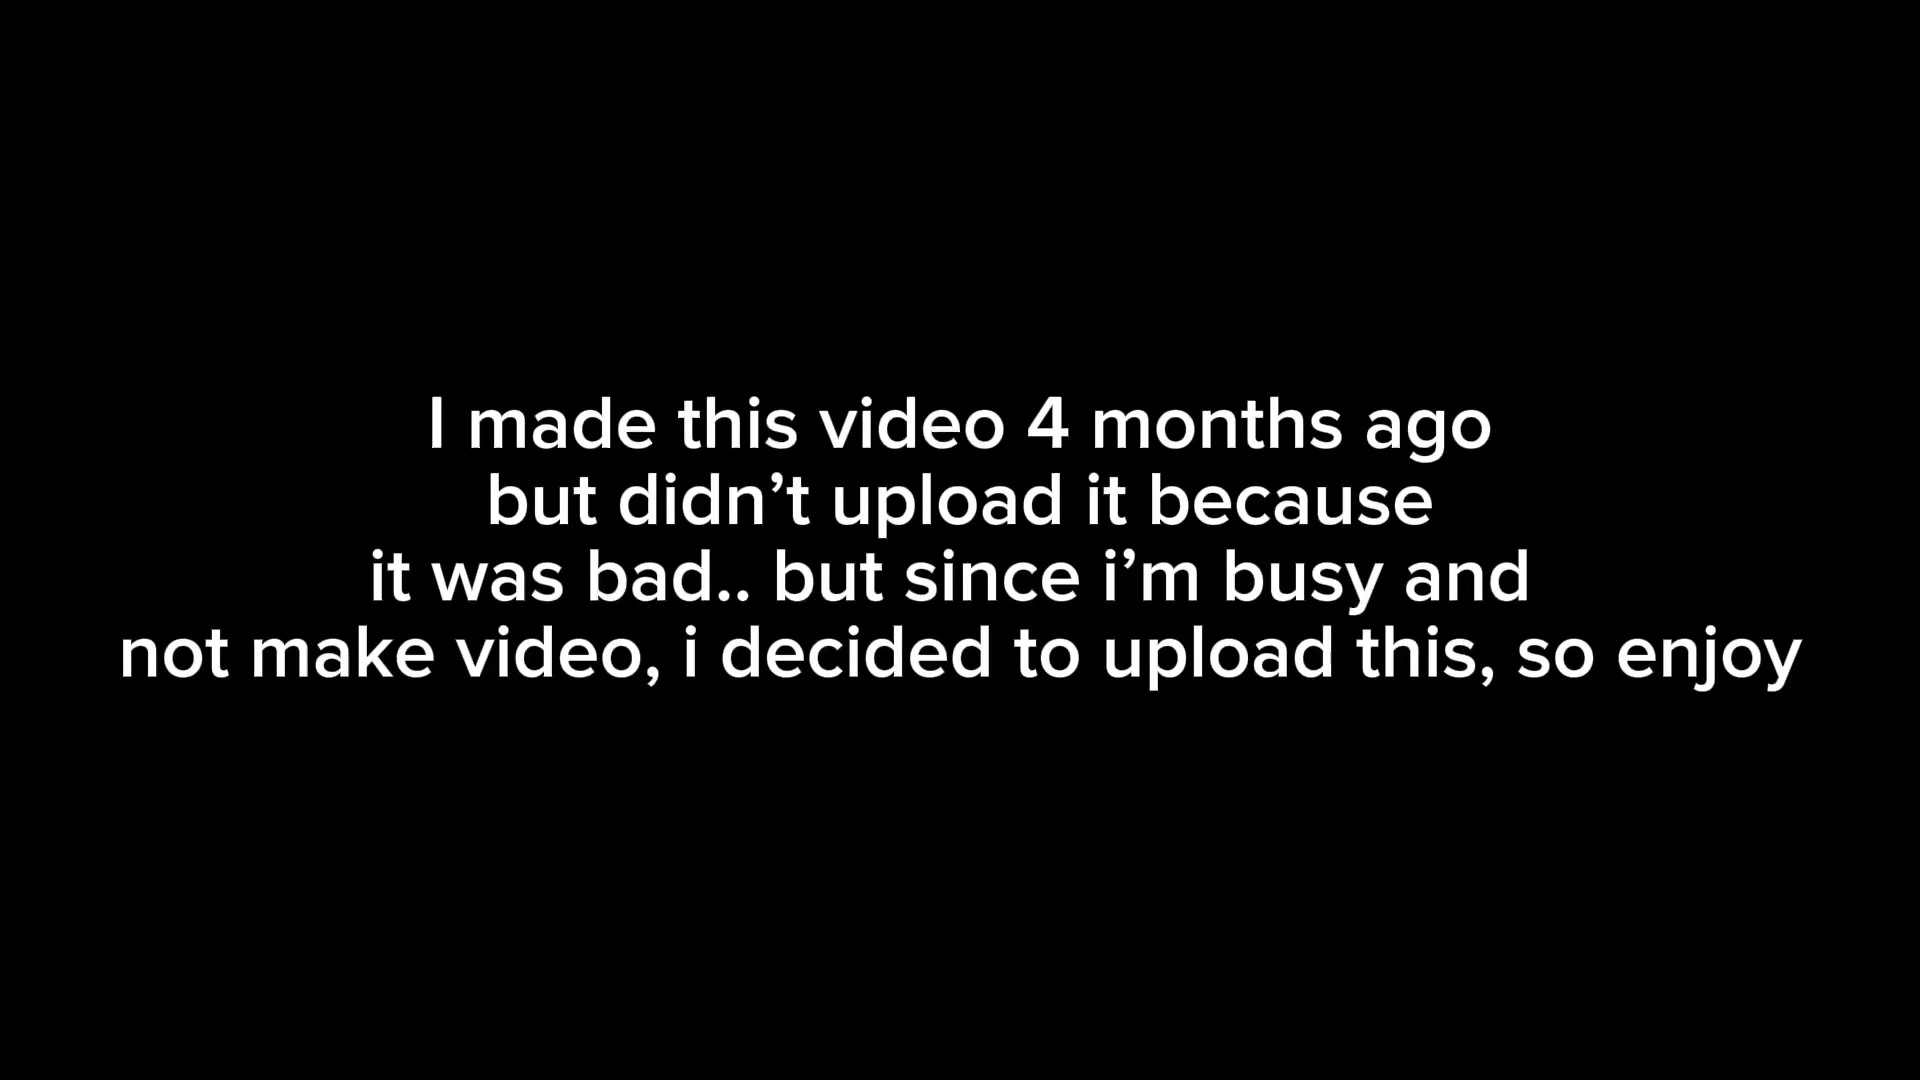 I made this video 4 months ago
but didn’t upload it because
it was bad.. but since i’m busy and
not make video, i decided to upload this, so enjoy